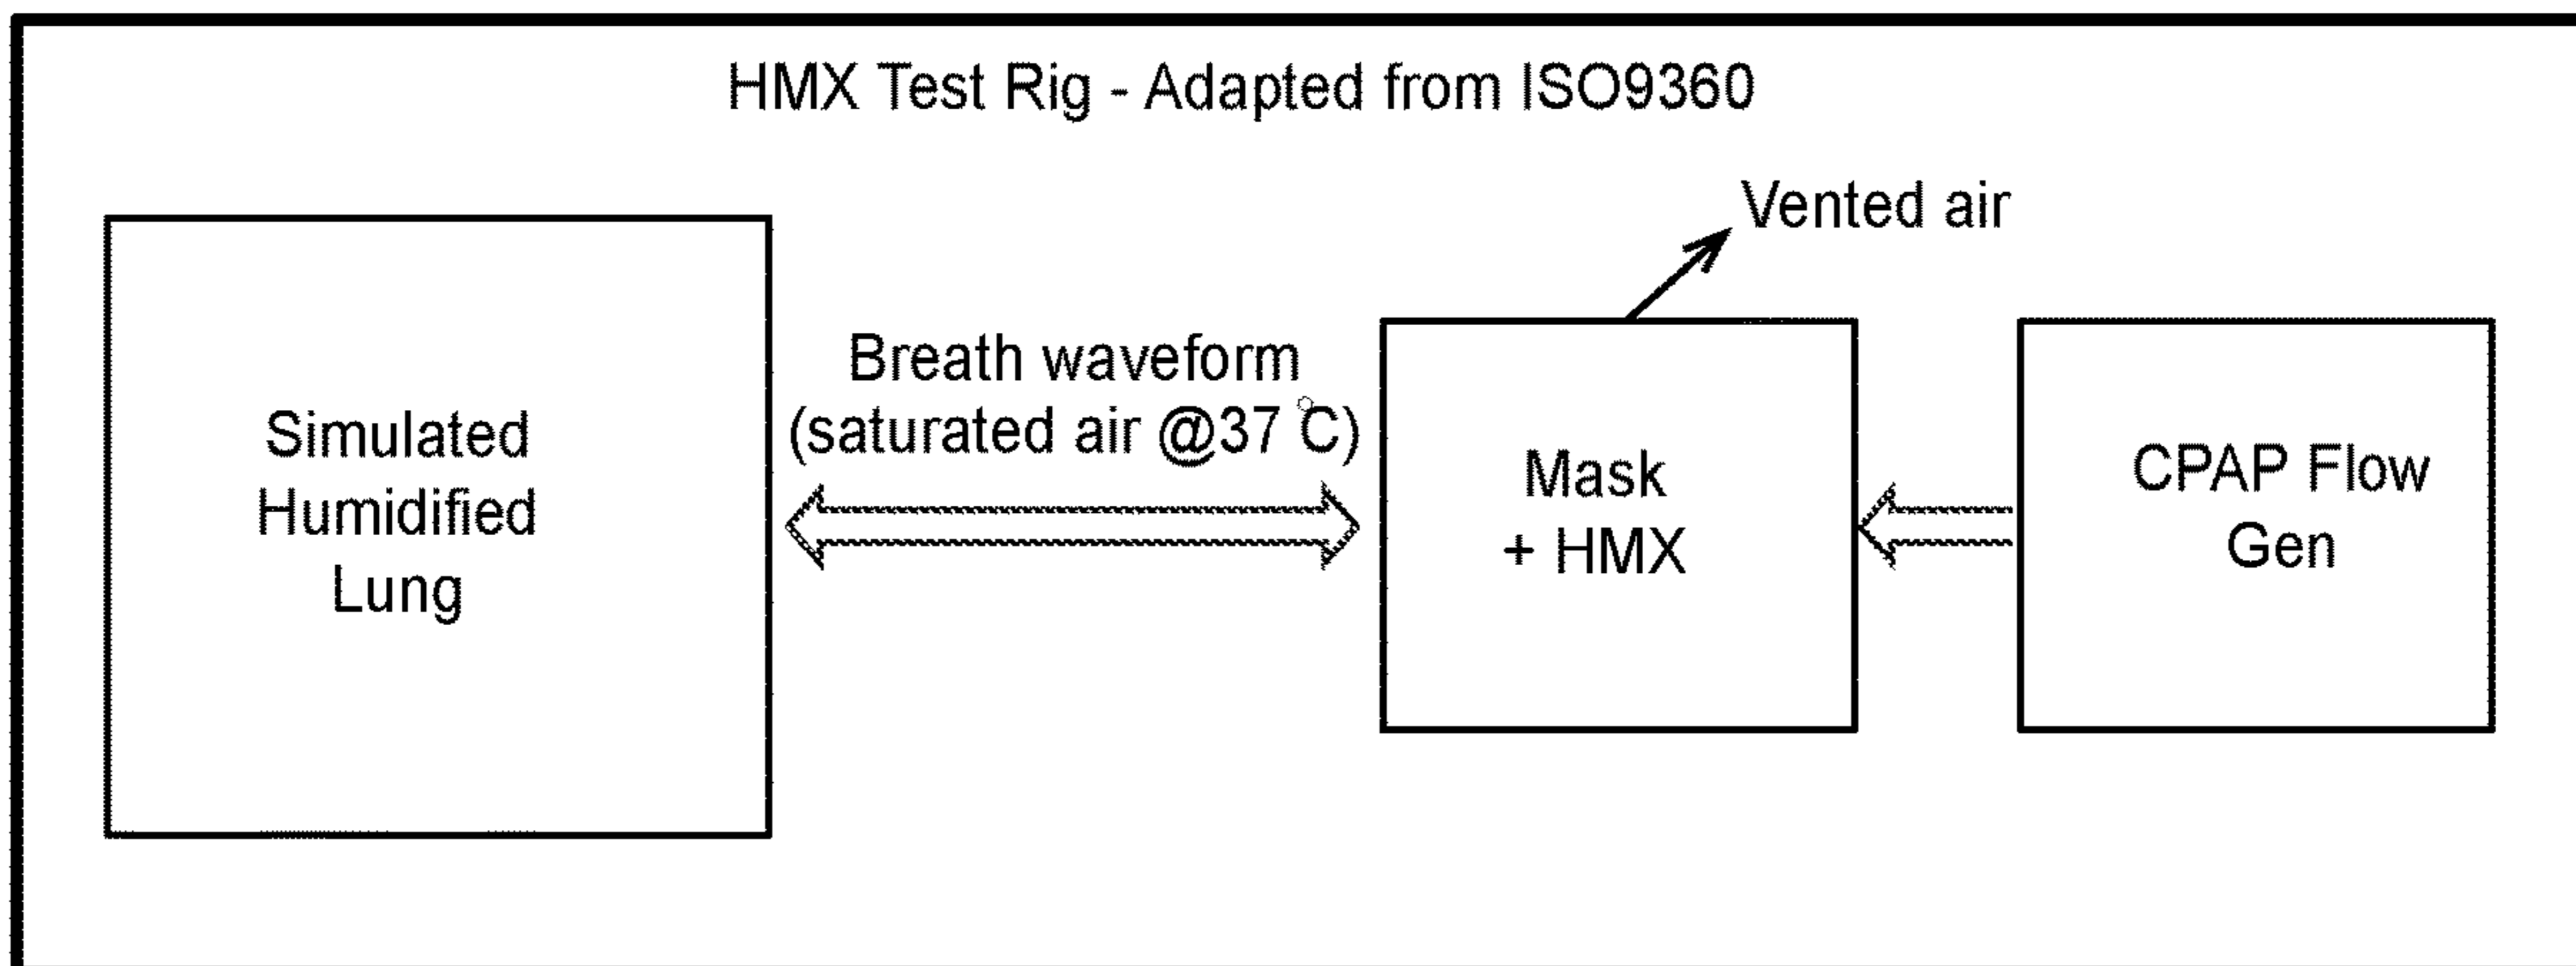 HMX Test Rig - Adapted from ISO9360
Vented air
Breath waveform
(saturated air @37 °C)
Simulated
Humidified
Lung
Mask
+ HMX
CPAP Flow
Gen